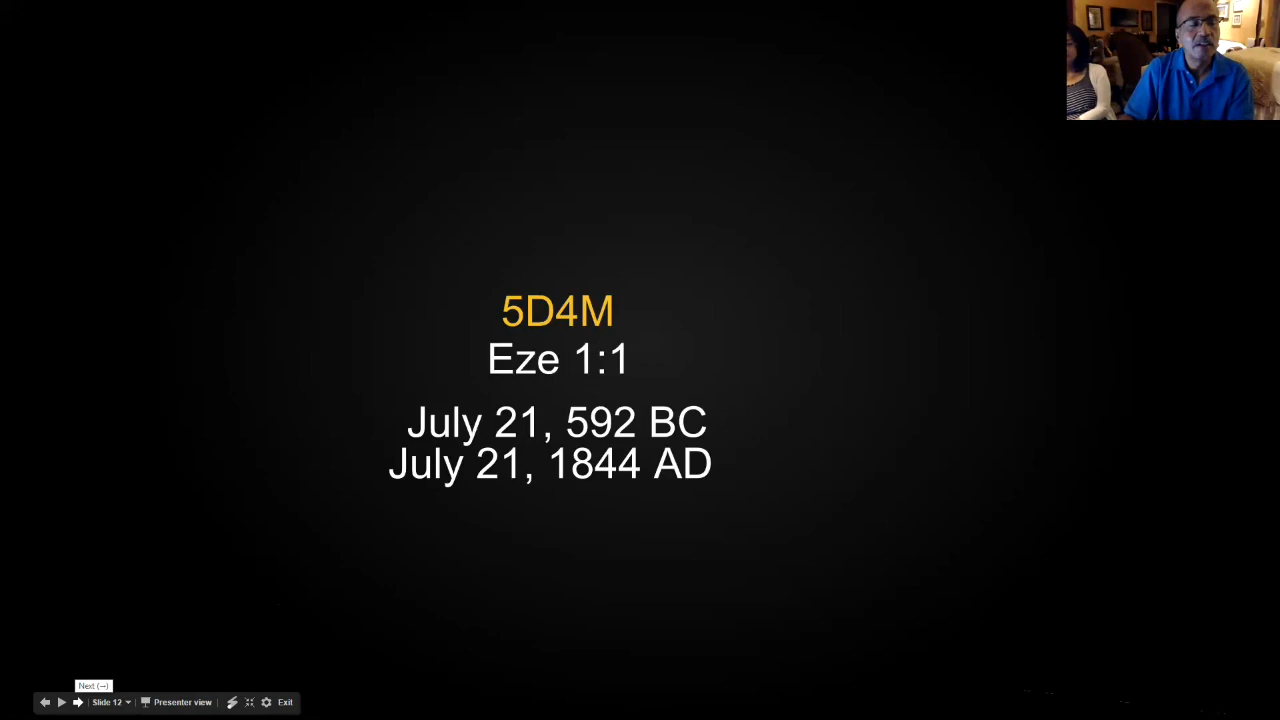 5D4M
Eze 1:1
July 21, 592 BC
July 21, 1844 AD
Next (→)
Slide 12
Presenter view
Exit